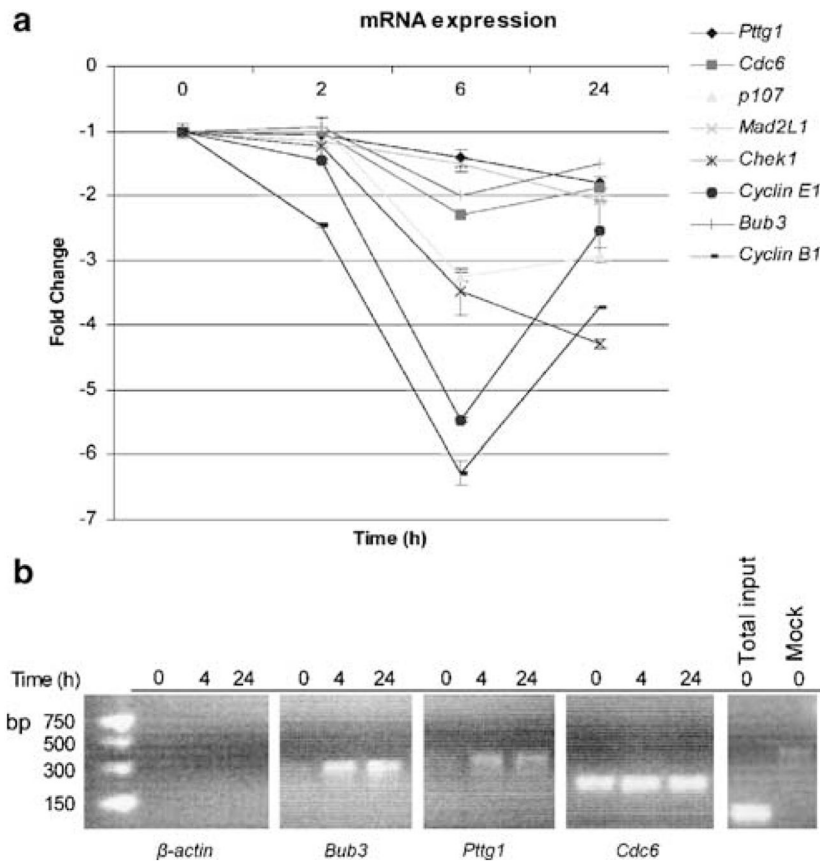 a
mRNA expression
Pttg1
Cdc6
p107
Mad2L1
Chek1
Cyclin E1
Bub3
Cyclin B1
0
0 2 6 24
-1
-2
-3
-4
-5
-6
-7
Fold Change
Time (h)
b
Total input
Mock
Time (h) 0 4 24 0 4 24 0 4 24 0 4 24 0 0
bp 750
500
300
150
β-actin Bub3 Pttg1 Cdc6